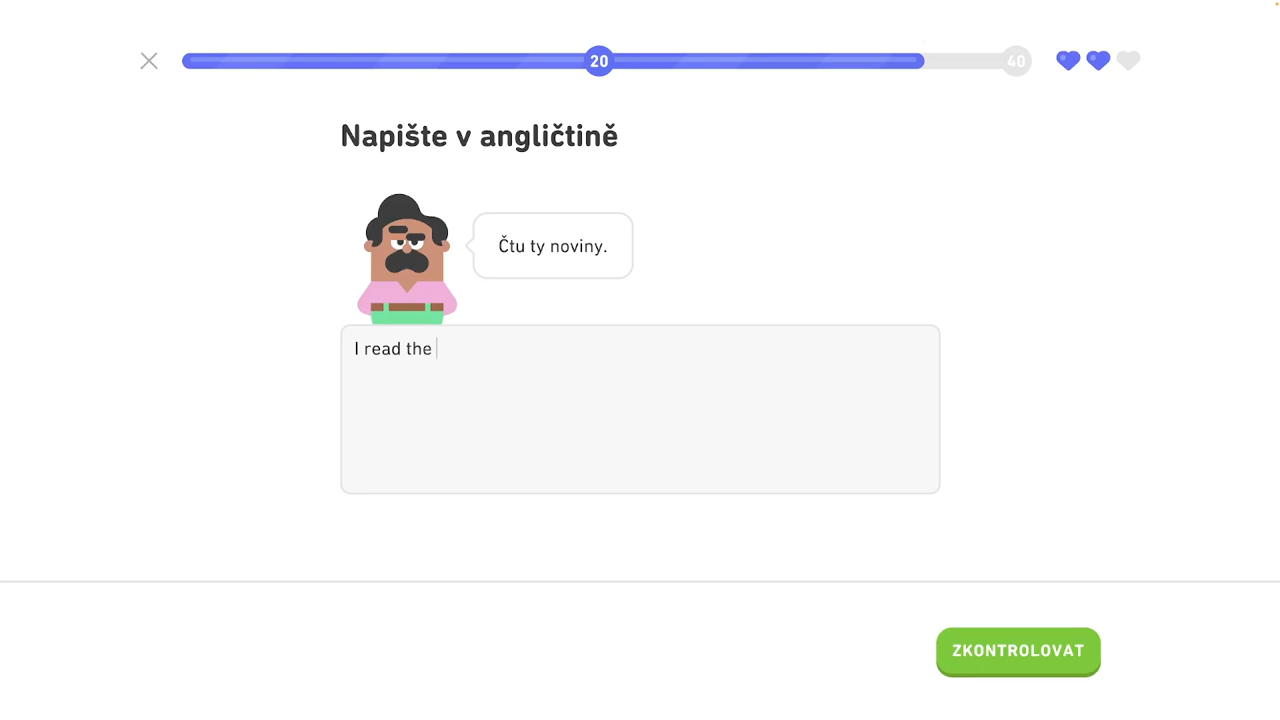 20
40
Napište v angličtině
Čtu ty noviny.
I read the
ZKONTROLOVAT